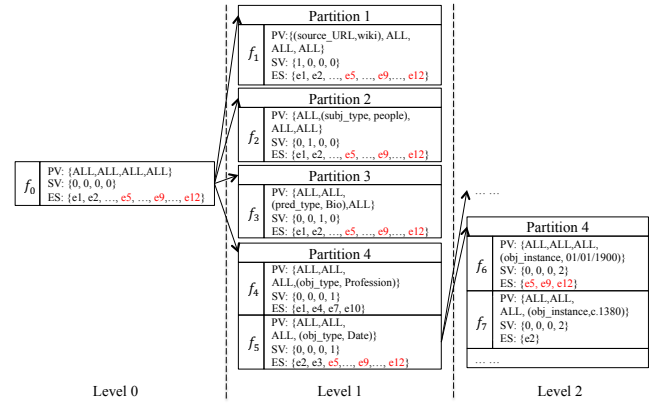 Partition 1
f₁
PV:{(source_URL,wiki), ALL,
ALL, ALL}
SV: {1, 0, 0, 0}
ES: {e1, e2, …, e5, …, e9,…, e12}
Partition 2
f₂
PV: {ALL,(subj_type, people),
ALL,ALL}
SV: {0, 1, 0, 0}
ES: {e1, e2, …, e5, …, e9,…, e12}
f₀
PV: {ALL,ALL,ALL,ALL}
SV: {0, 0, 0, 0}
ES: {e1, e2, …, e5, …, e9,…, e12}
Partition 3
f₃
PV: {ALL,ALL,
(pred_type, Bio),ALL}
SV: {0, 0, 1, 0}
ES: {e1, e2, …, e5, …, e9,…, e12}
Partition 4
f₄
PV: {ALL,ALL,
ALL,(obj_type, Profession)}
SV: {0, 0, 0, 1}
ES: {e1, e4, e7, e10}
f₅
PV: {ALL,ALL,
ALL, (obj_type, Date)}
SV: {0, 0, 0, 1}
ES: {e2, e3, e5,…, e9, …, e12}
… …
Partition 4
f₆
PV: {ALL,ALL,ALL,
(obj_instance, 01/01/1900)}
SV: {0, 0, 0, 2}
ES: {e5, e9, e12}
f₇
PV: {ALL,ALL,
ALL, (obj_instance,c.1380)}
SV: {0, 0, 0, 2}
ES: {e2}
… …
Level 0
Level 1
Level 2